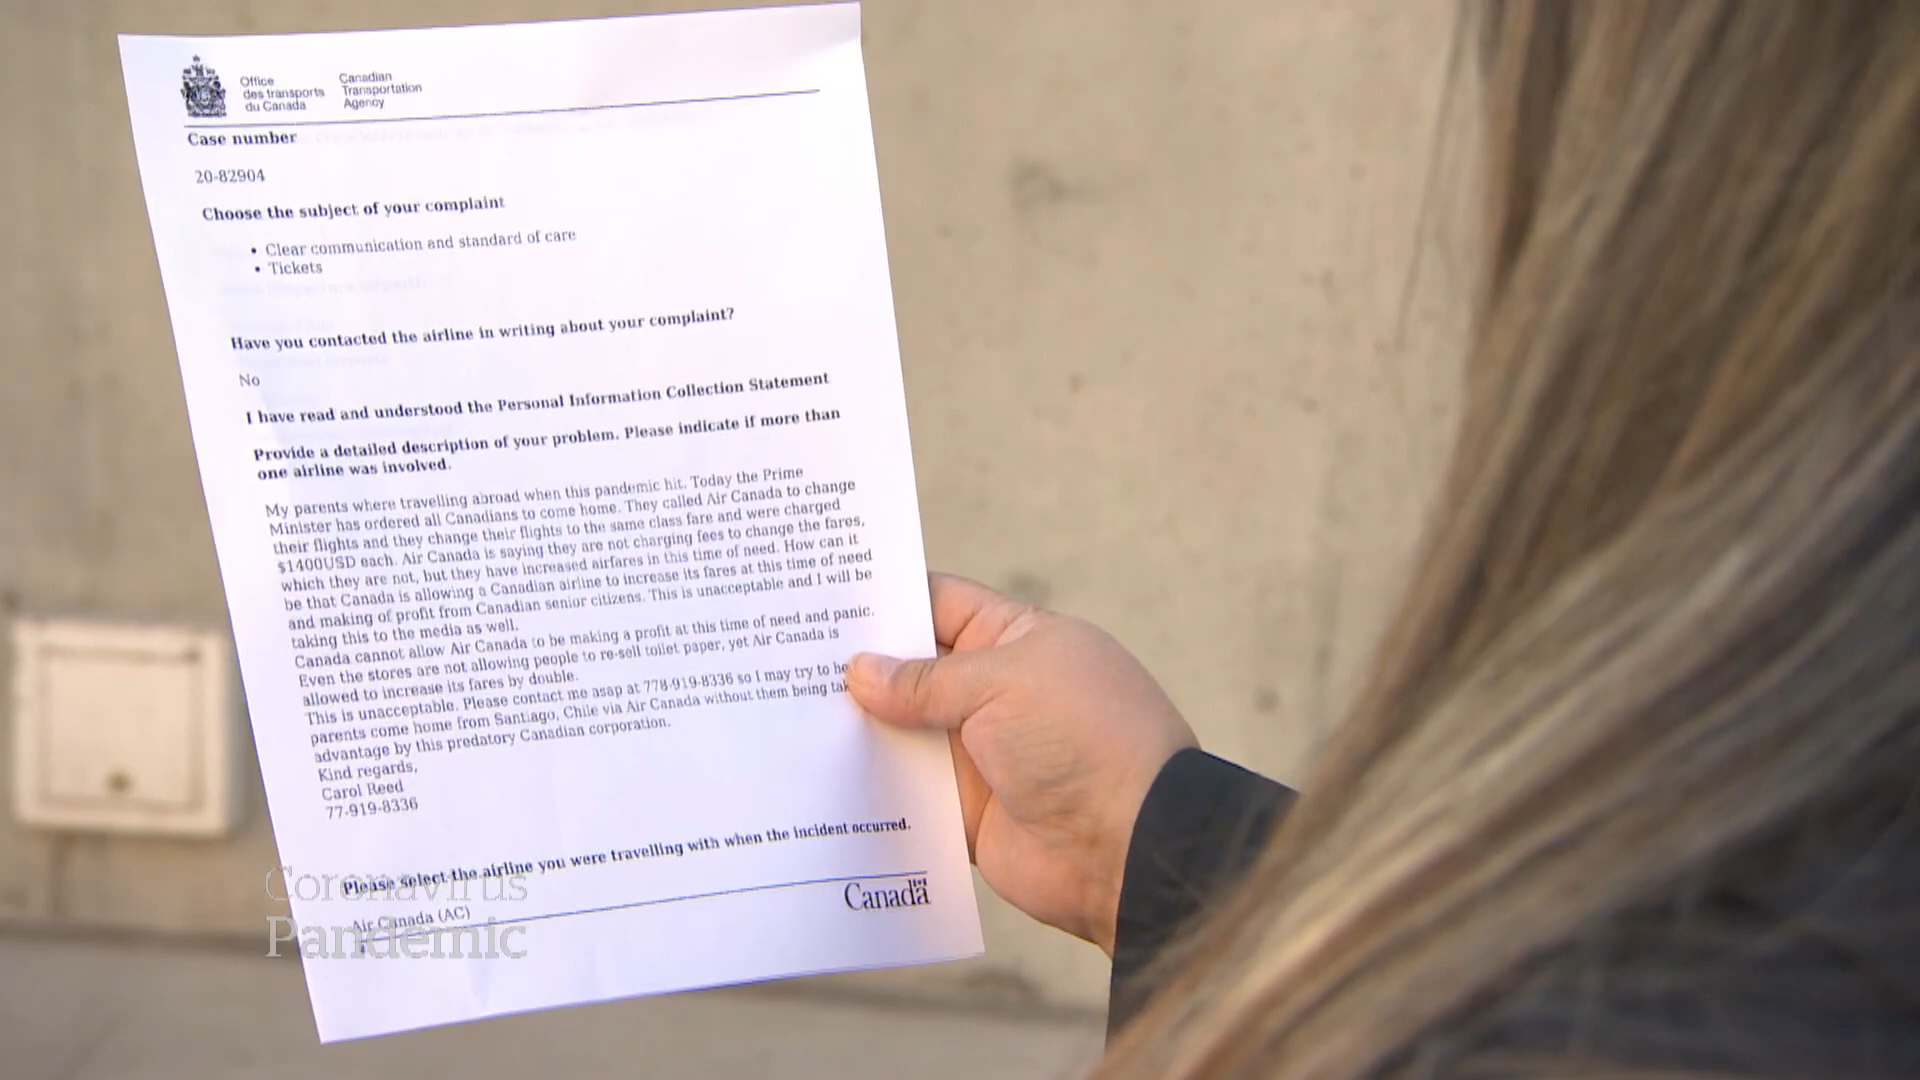 Office
des transports
du Canada
Canadian
Transportation
Agency
Case number
20-82904
Choose the subject of your complaint
• Clear communication and standard of care
• Tickets
Have you contacted the airline in writing about your complaint?
No
I have read and understood the Personal Information Collection Statement
Provide a detailed description of your problem. Please indicate if more than
one airline was involved.
My parents where travelling abroad when this pandemic hit. Today the Prime
Minister has ordered all Canadians to come home. They called Air Canada to change
their flights and they change their flights to the same class fare and were charged
$1400USD each. Air Canada is saying they are not charging fees to change the fares,
which they are not, but they have increased airfares in this time of need. How can it
be that Canada is allowing a Canadian airline to increase its fares at this time of need
and making of profit from Canadian senior citizens. This is unacceptable and I will be
taking this to the media as well.
Canada cannot allow Air Canada to be making a profit at this time of need and panic.
Even the stores are not allowing people to re-sell toilet paper, yet Air Canada is
allowed to increase its fares by double.
This is unacceptable. Please contact me asap at 778-919-8336 so I may try to
parents come home from Santiago, Chile via Air Canada without them being
advantage by this predatory Canadian corporation.
Kind regards,
Carol Reed
77-919-8336
Please select the airline you were travelling with when the incident occurred.
Air Canada (AC)
Canada
Coronavirus
Pandemic